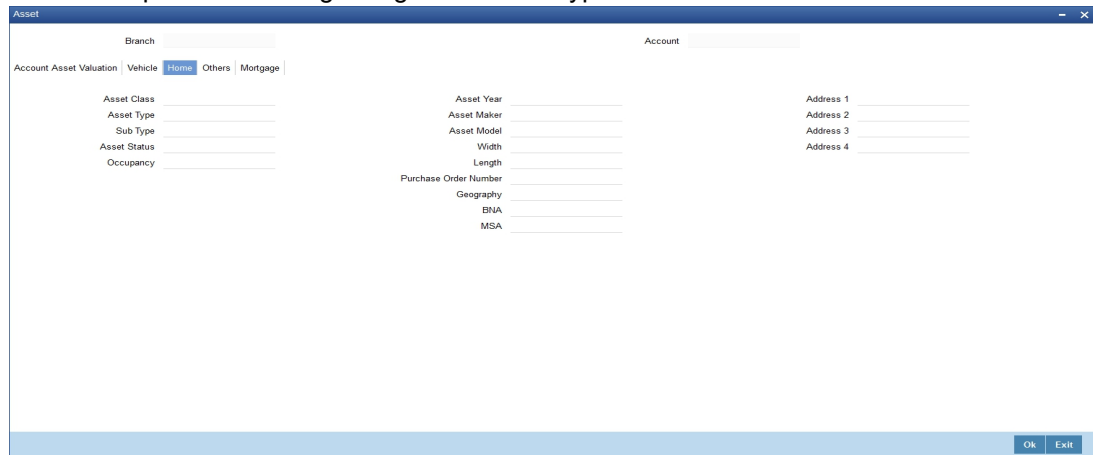 Asset
Branch
Account
Account Asset Valuation Vehicle Home Others Mortgage
Asset Class
Asset Type
Sub Type
Asset Status
Occupancy
Asset Year
Asset Maker
Asset Model
Width
Length
Purchase Order Number
Geography
BNA
MSA
Address 1
Address 2
Address 3
Address 4
Ok Exit